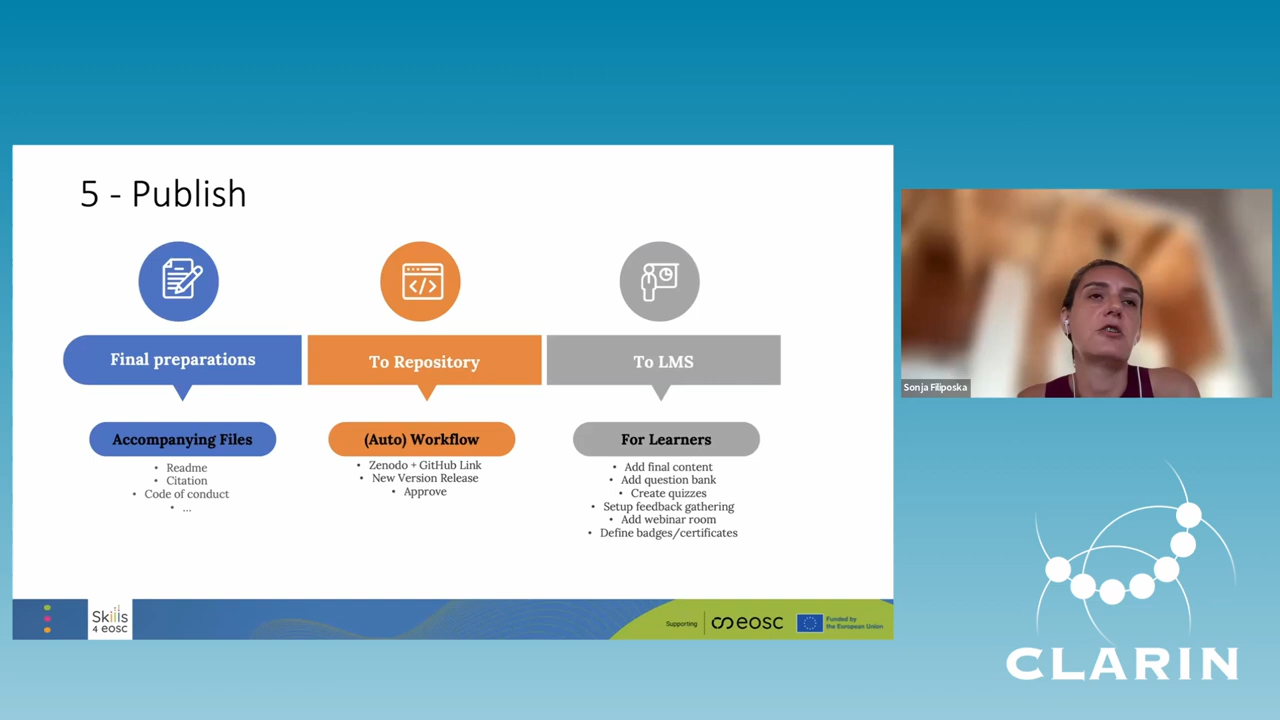 5 - Publish
Final preparations
To Repository
To LMS
Accompanying Files
• Readme
• Citation
• Code of conduct
• ...
(Auto) Workflow
• Zenodo + GitHub Link
• New Version Release
• Approve
For Learners
• Add final content
• Add question bank
• Create quizzes
• Setup feedback gathering
• Add webinar room
• Define badges/certificates
Skills
4 eosc
Supporting
eosc
Funded by
the European Union
Sonja Filiposka
CLARIN